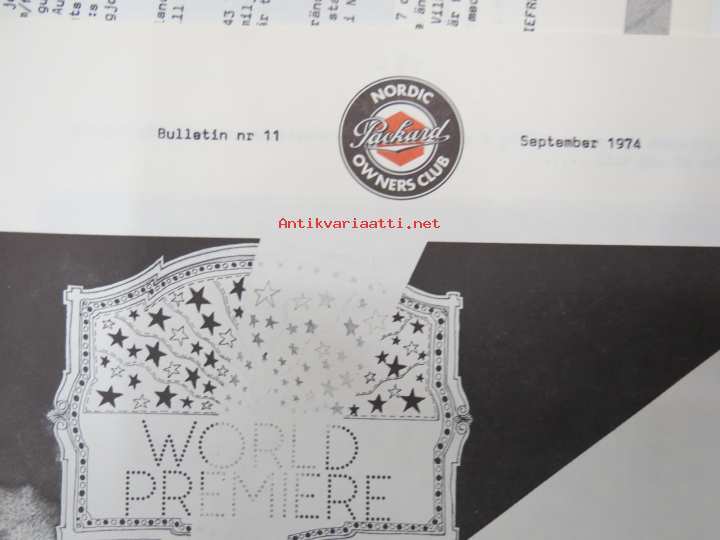 Bulletin nr 11
NORDIC
Packard
OWNERS CLUB
September 1974
Antikvariaatti.net
WORLD
PREMIERE